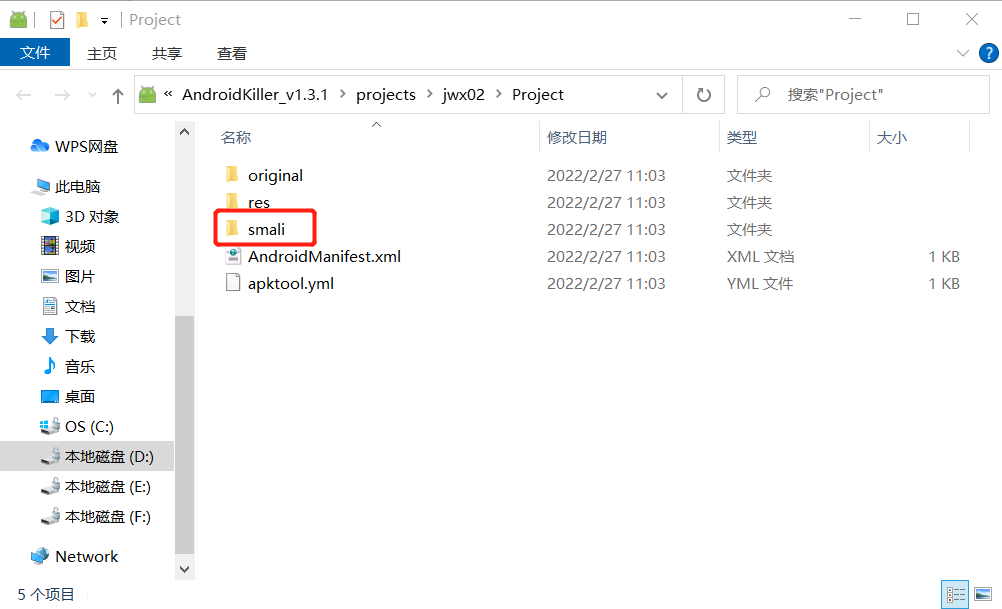 Project
文件 主页 共享 查看
« AndroidKiller_v1.3.1 > projects > jwx02 > Project 搜索"Project"
名称 修改日期 类型 大小
WPS网盘
此电脑
3D 对象
视频
图片
文档
下载
音乐
桌面
OS (C:)
本地磁盘 (D:)
本地磁盘 (E:)
本地磁盘 (F:)
Network
original 2022/2/27 11:03 文件夹
res 2022/2/27 11:03 文件夹
smali 2022/2/27 11:03 文件夹
AndroidManifest.xml 2022/2/27 11:03 XML 文档 1 KB
apktool.yml 2022/2/27 11:03 YML 文件 1 KB
5 个项目